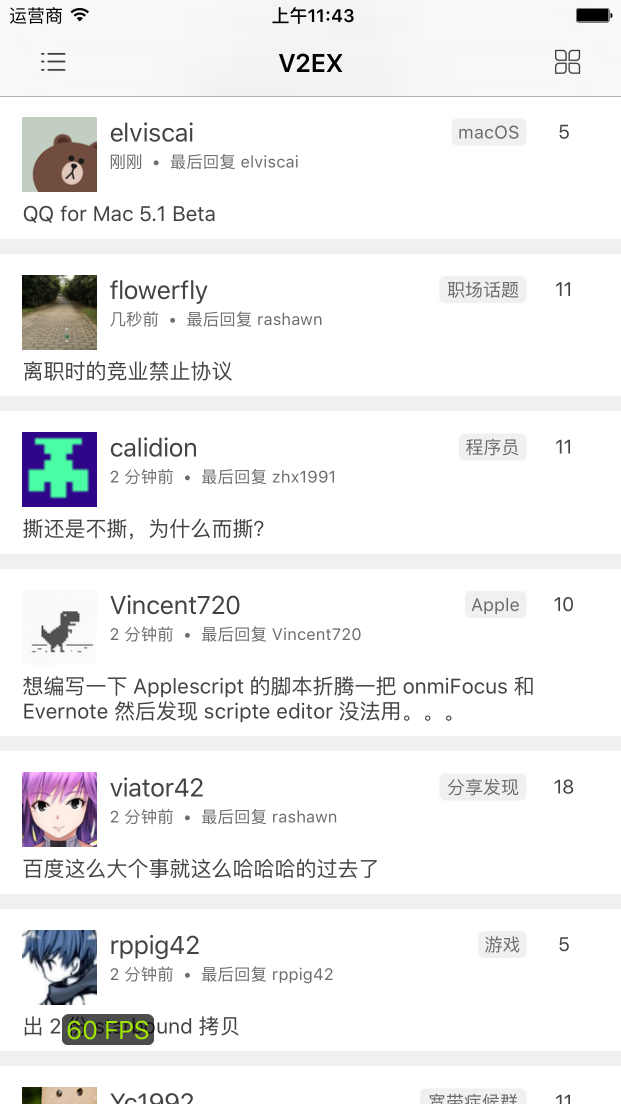 运营商 上午11:43
V2EX
elviscai macOS 5
刚刚 • 最后回复 elviscai
QQ for Mac 5.1 Beta
flowerfly 职场话题 11
几秒前 • 最后回复 rashawn
离职时的竞业禁止协议
calidion 程序员 11
2 分钟前 • 最后回复 zhx1991
撕还是不撕，为什么而撕?
Vincent720 Apple 10
2 分钟前 • 最后回复 Vincent720
想编写一下 Applescript 的脚本折腾一把 onmiFocus 和
Evernote 然后发现 scripte editor 没法用。。。
viator42 分享发现 18
2 分钟前 • 最后回复 rashawn
百度这么大个事就这么哈哈哈的过去了
rppig42 游戏 5
2 分钟前 • 最后回复 rppig42
出 2 拷贝
60 FPS
Yc1992 宽带症候群 11